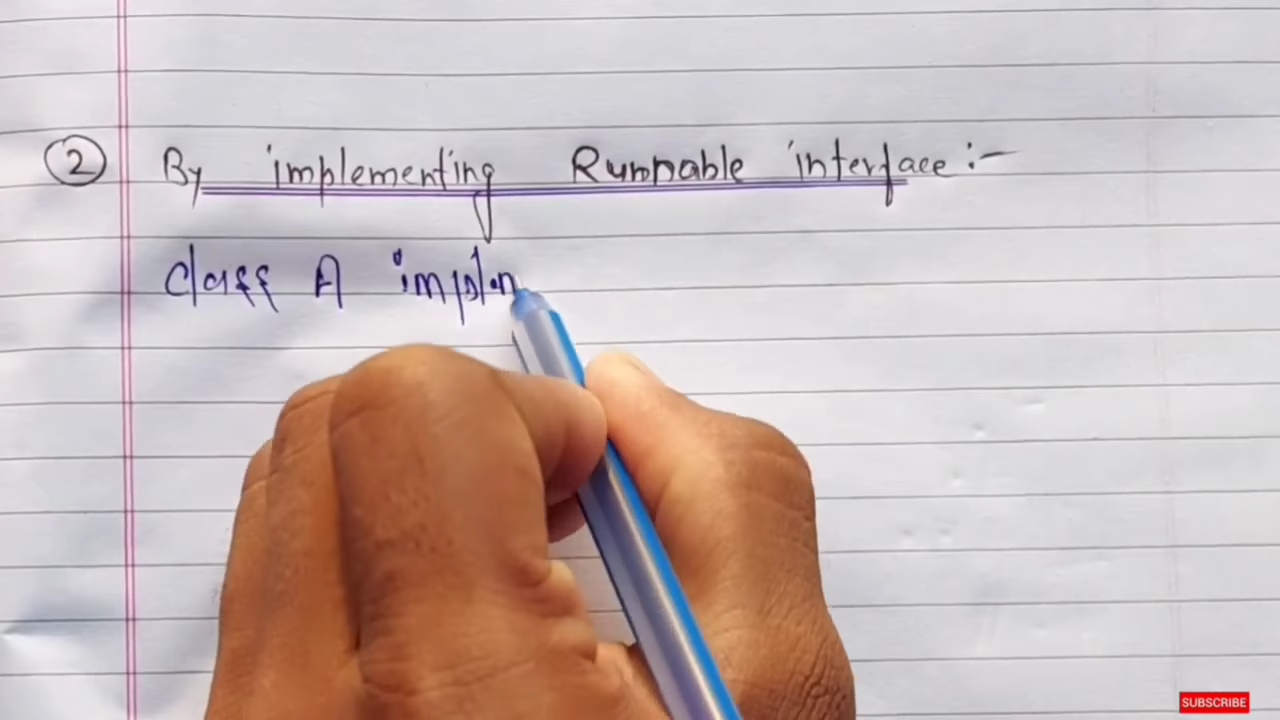 ② By implementing Runnable interface :-
class A implem
SUBSCRIBE